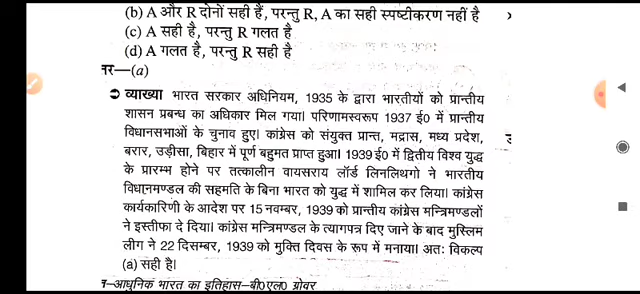 (b) A और R दोनों सही हैं, परन्तु R, A का सही स्पष्टीकरण नहीं है
(c) A सही है, परन्तु R गलत है
(d) A गलत है, परन्तु R सही है
त्तर—(a)
➲ व्याख्या भारत सरकार अधिनियम, 1935 के द्वारा भारतीयों को प्रान्तीय
शासन प्रबन्ध का अधिकार मिल गया। परिणामस्वरूप 1937 ई0 में प्रान्तीय
विधानसभाओं के चुनाव हुए। कांग्रेस को संयुक्त प्रान्त, मद्रास, मध्य प्रदेश,
बरार, उड़ीसा, बिहार में पूर्ण बहुमत प्राप्त हुआ। 1939 ई0 में द्वितीय विश्व युद्ध
के प्रारम्भ होने पर तत्कालीन वायसराय लॉर्ड लिनलिथगो ने भारतीय
विधानमण्डल की सहमति के बिना भारत को युद्ध में शामिल कर लिया। कांग्रेस
कार्यकारिणी के आदेश पर 15 नवम्बर, 1939 को प्रान्तीय कांग्रेस मन्त्रिमण्डलों
ने इस्तीफा दे दिया। कांग्रेस मन्त्रिमण्डल के त्यागपत्र दिए जाने के बाद मुस्लिम
लीग ने 22 दिसम्बर, 1939 को मुक्ति दिवस के रूप में मनाया। अतः विकल्प
(a) सही है।
आधुनिक भारत का इतिहास—बी0 एल0 ग्रोवर